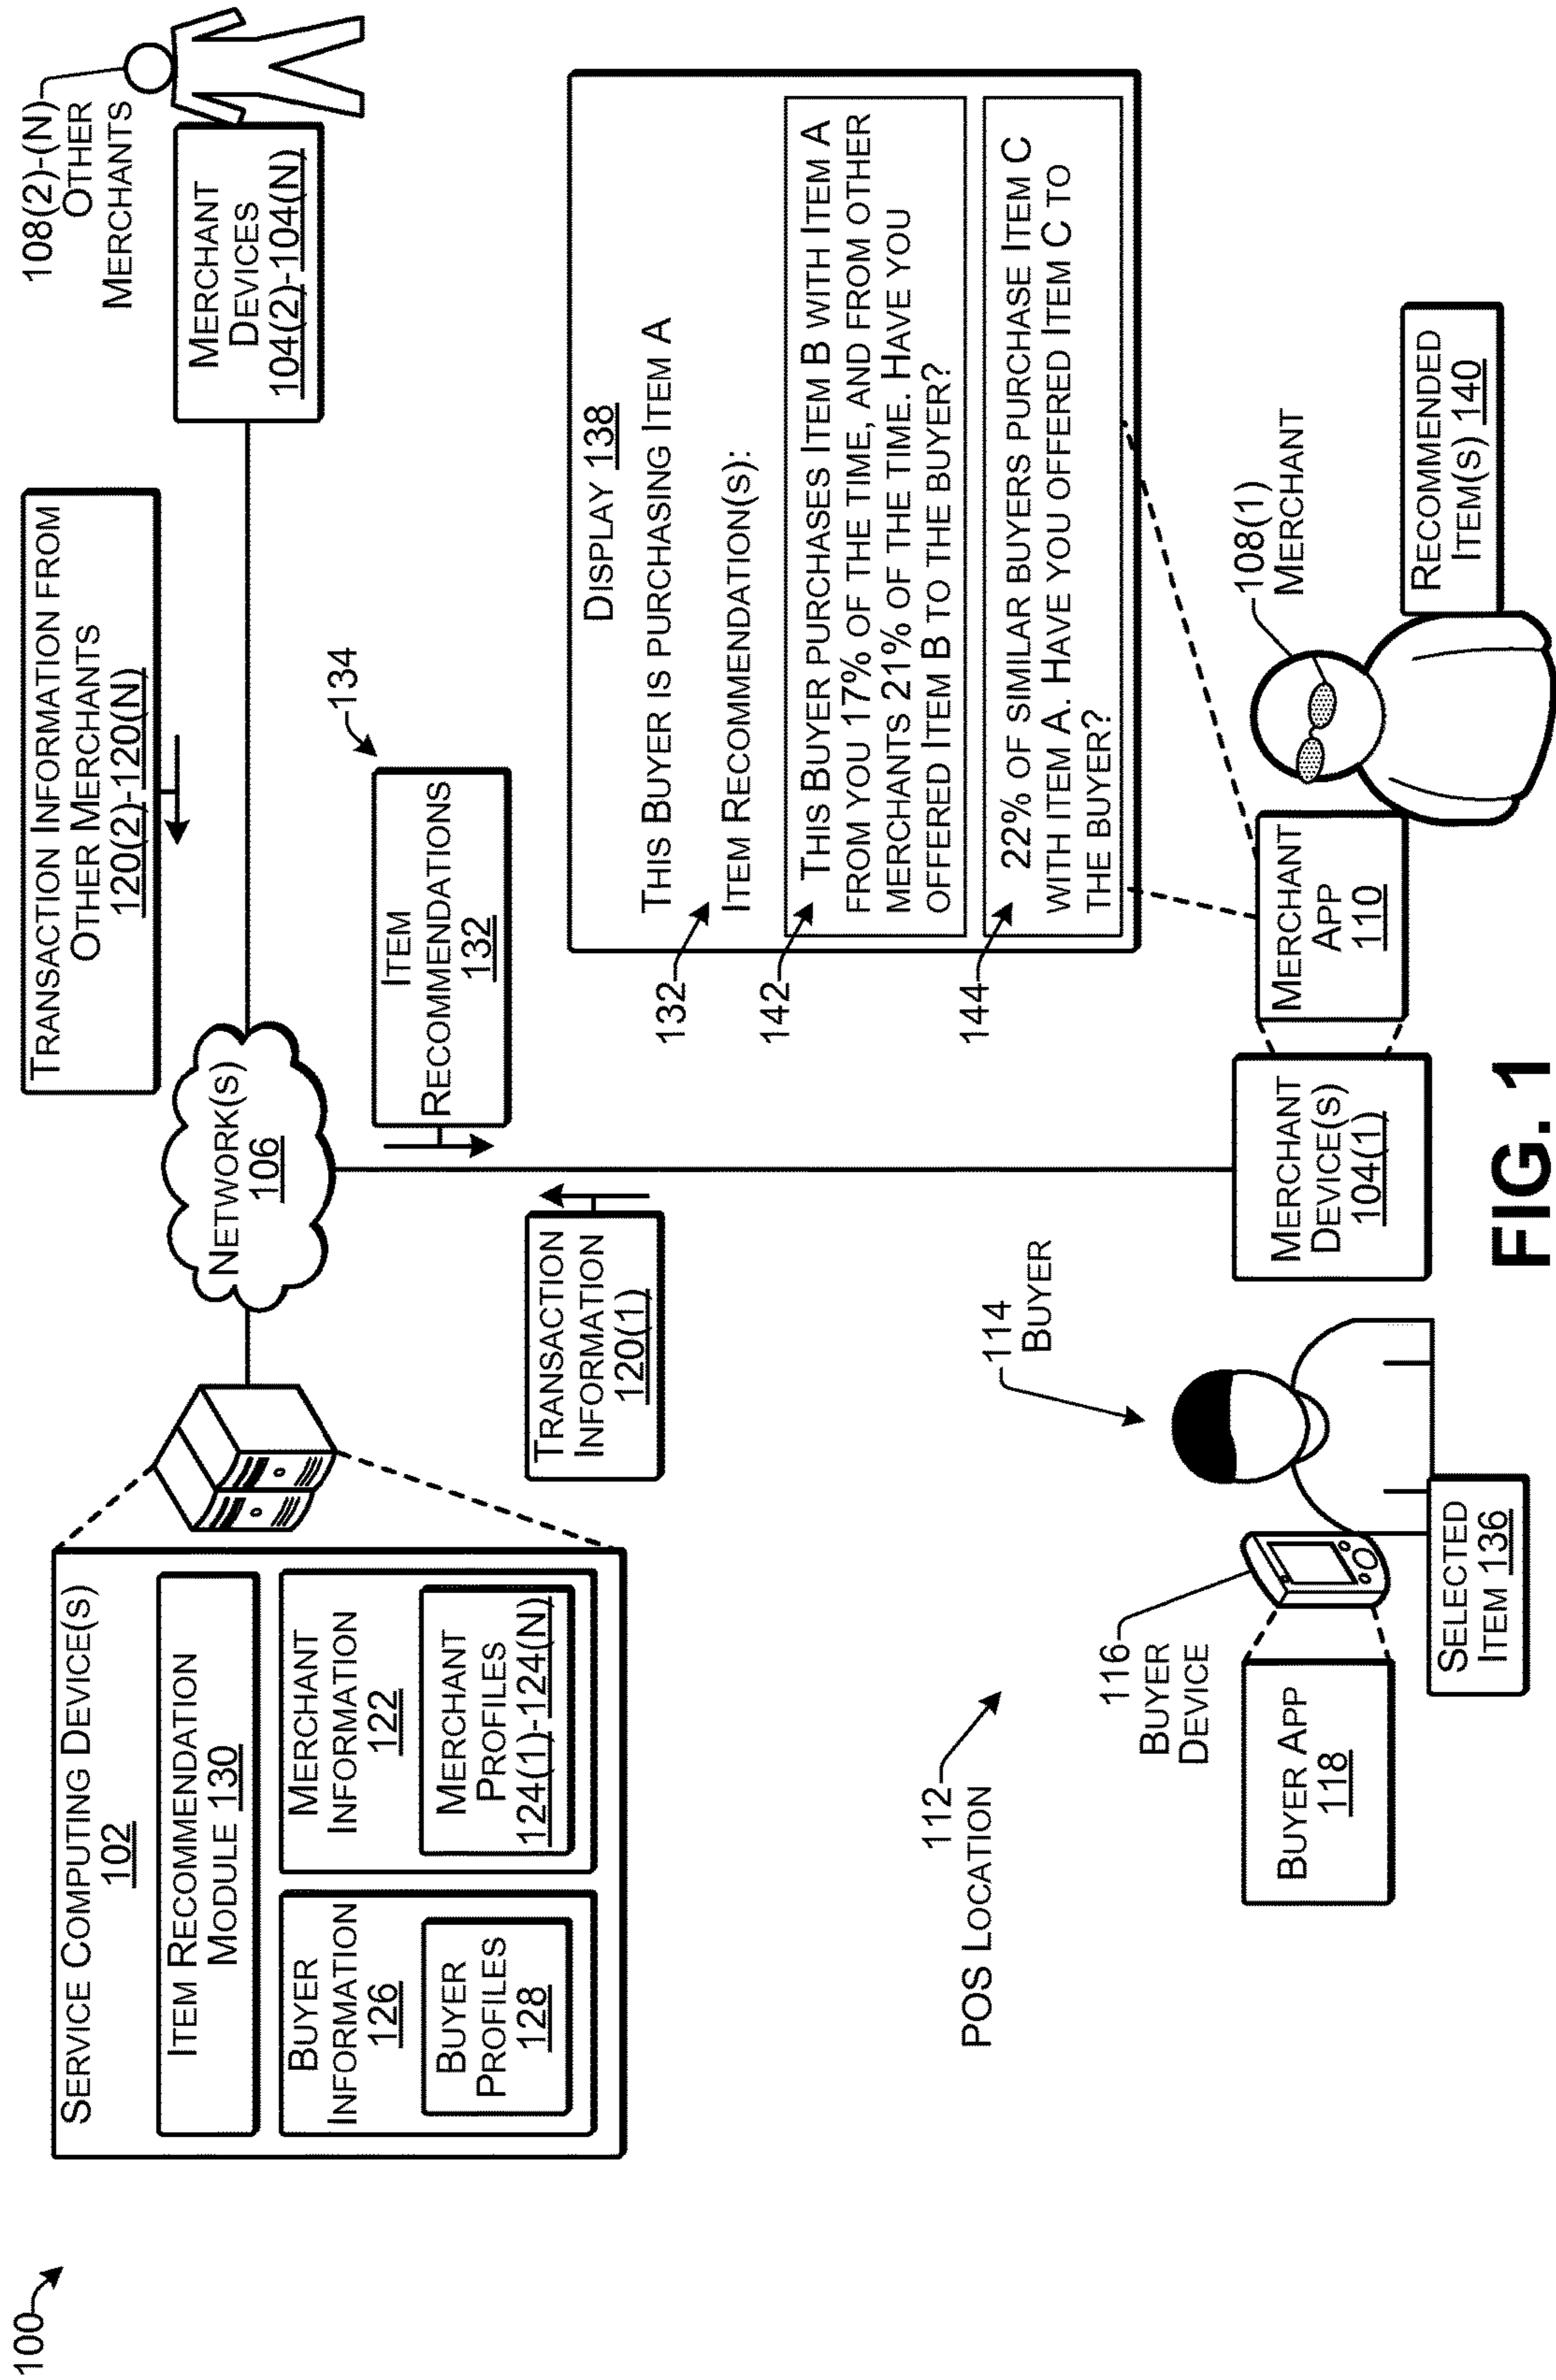 100
SERVICE COMPUTING DEVICE(S)
102
ITEM RECOMMENDATION
MODULE 130
BUYER
INFORMATION
126
BUYER
PROFILES
128
MERCHANT
INFORMATION
122
MERCHANT
PROFILES
124(1)-124(N)
NETWORK(S)
106
TRANSACTION INFORMATION FROM
OTHER MERCHANTS
120(2)-120(N)
108(2)-(N)
OTHER
MERCHANTS
MERCHANT
DEVICES
104(2)-104(N)
134
ITEM
RECOMMENDATIONS
132
TRANSACTION
INFORMATION
120(1)
DISPLAY 138
THIS BUYER IS PURCHASING ITEM A
132
ITEM RECOMMENDATION(S):
142
THIS BUYER PURCHASES ITEM B WITH ITEM A
FROM YOU 17% OF THE TIME, AND FROM OTHER
MERCHANTS 21% OF THE TIME. HAVE YOU
OFFERED ITEM B TO THE BUYER?
144
22% OF SIMILAR BUYERS PURCHASE ITEM C
WITH ITEM A. HAVE YOU OFFERED ITEM C TO
THE BUYER?
112
POS LOCATION
114
BUYER
116
BUYER
DEVICE
BUYER APP
118
SELECTED
ITEM 136
MERCHANT
DEVICE(S)
104(1)
MERCHANT
APP
110
108(1)
MERCHANT
RECOMMENDED
ITEM(S) 140
FIG. 1